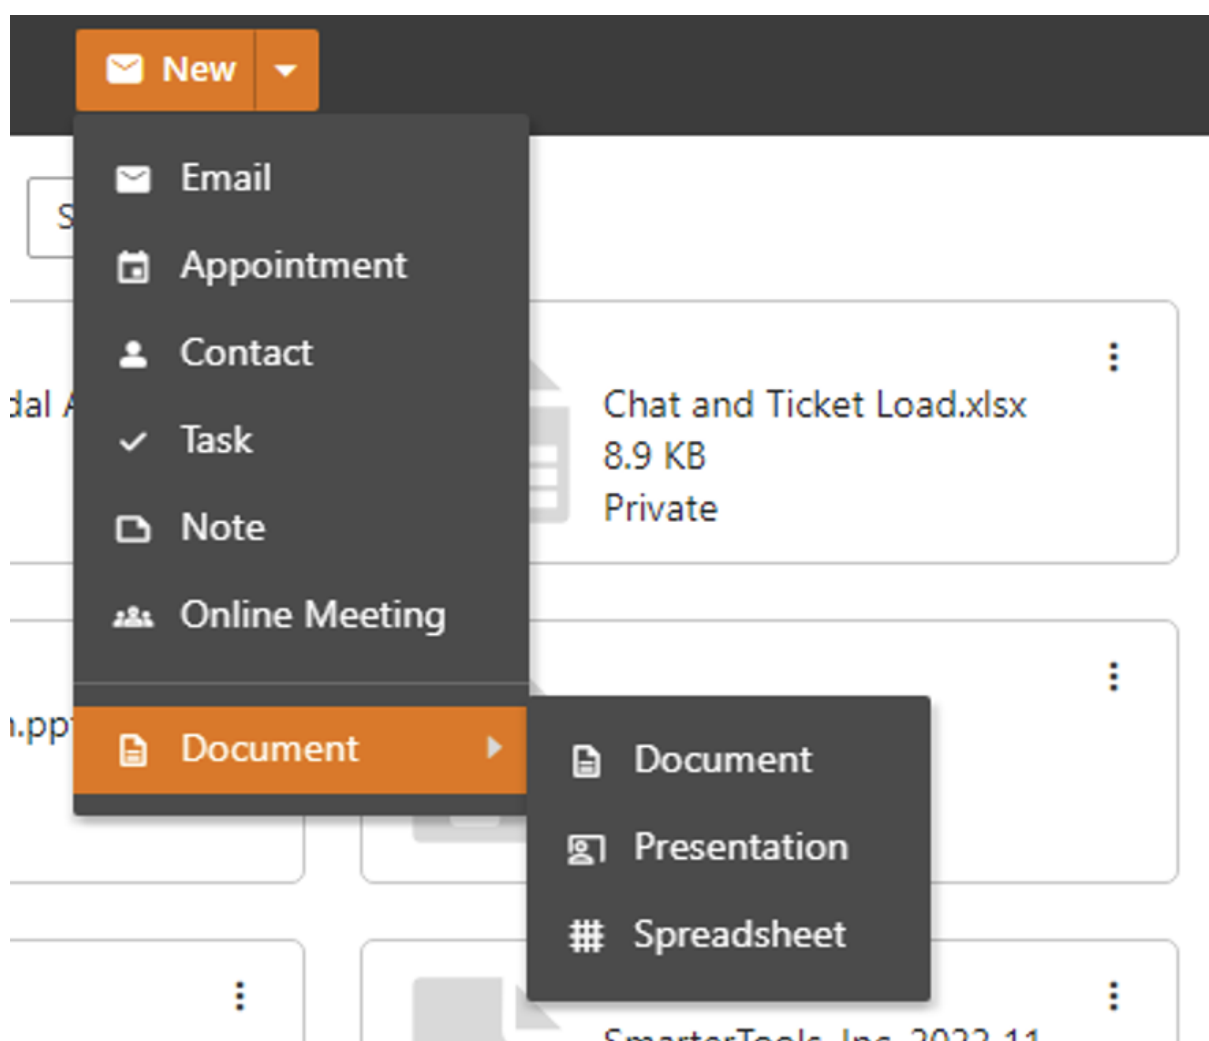 New
Email
Appointment
Contact
Task
Note
Online Meeting
Document
Document
Presentation
Spreadsheet
Chat and Ticket Load.xlsx
8.9 KB
Private